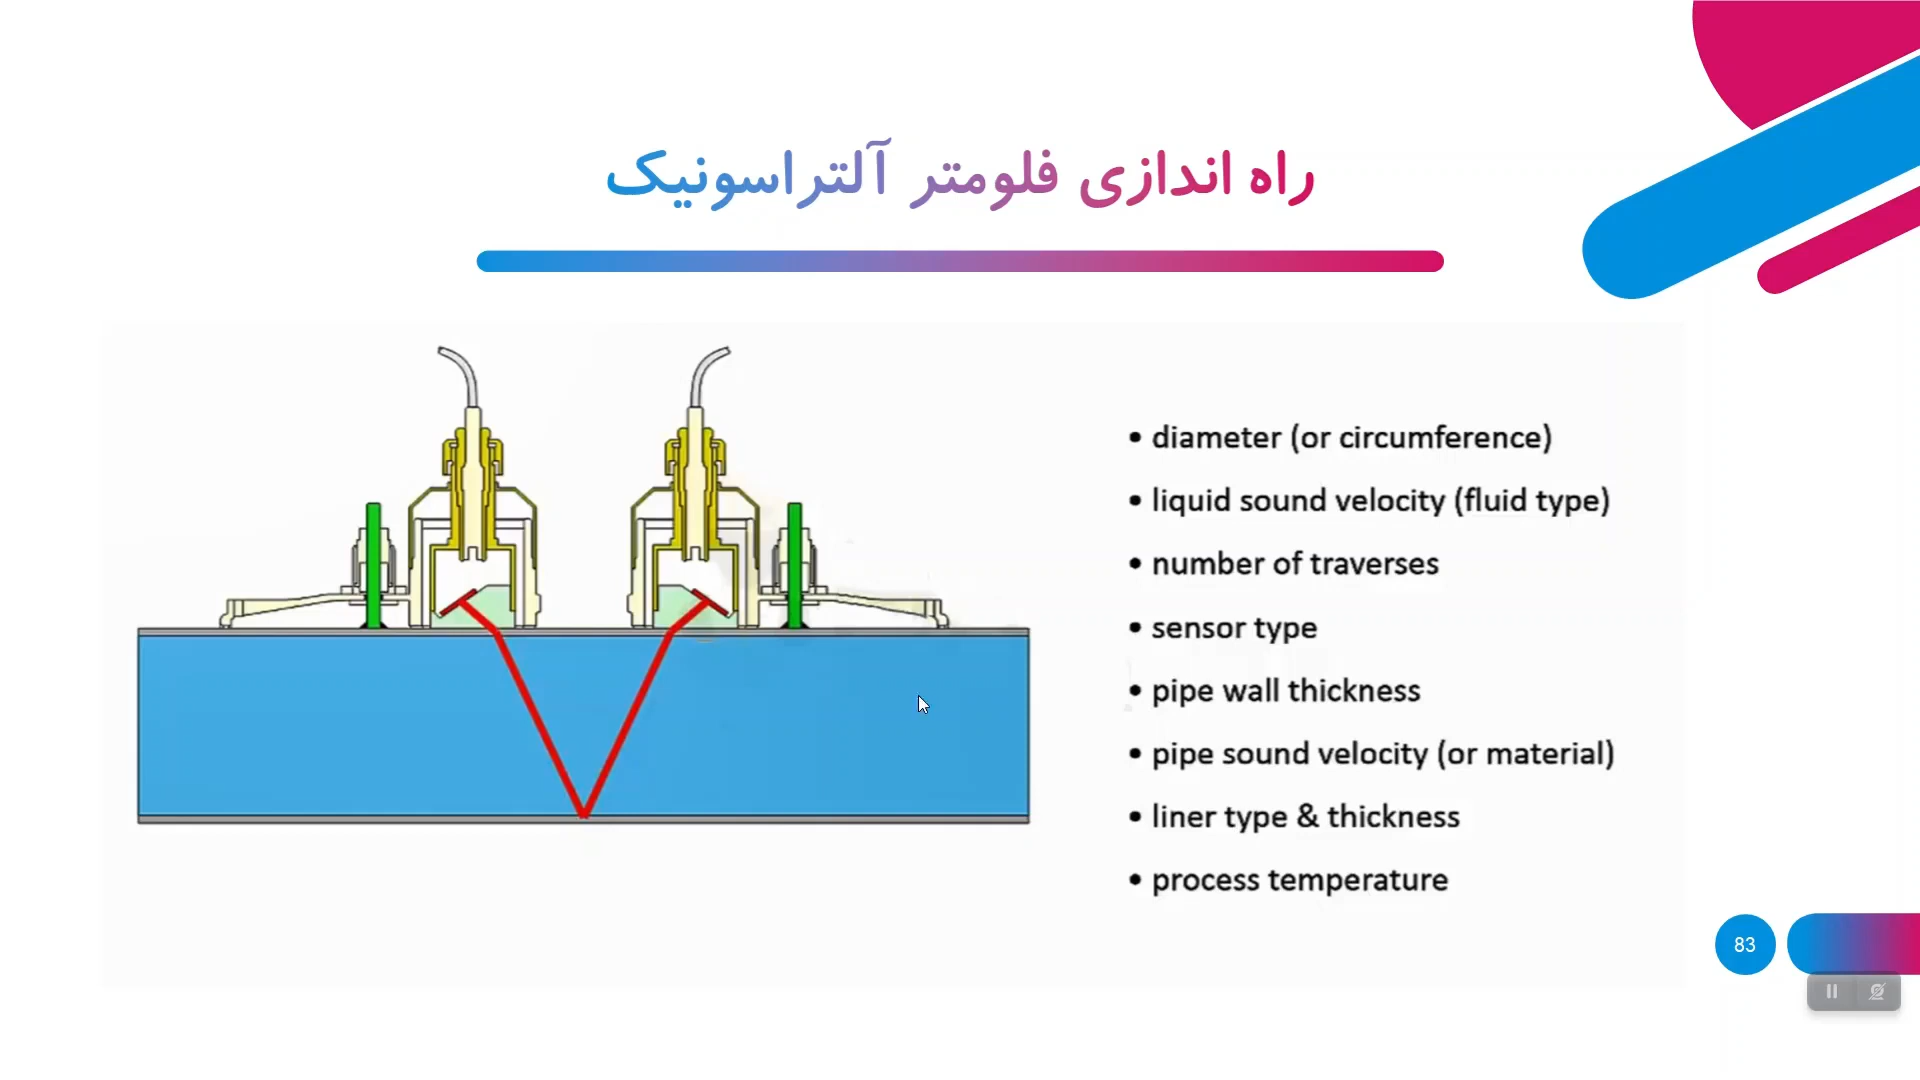 راه اندازی فلومتر آلتراسونیک
• diameter (or circumference)
• liquid sound velocity (fluid type)
• number of traverses
• sensor type
• pipe wall thickness
• pipe sound velocity (or material)
• liner type & thickness
• process temperature
83